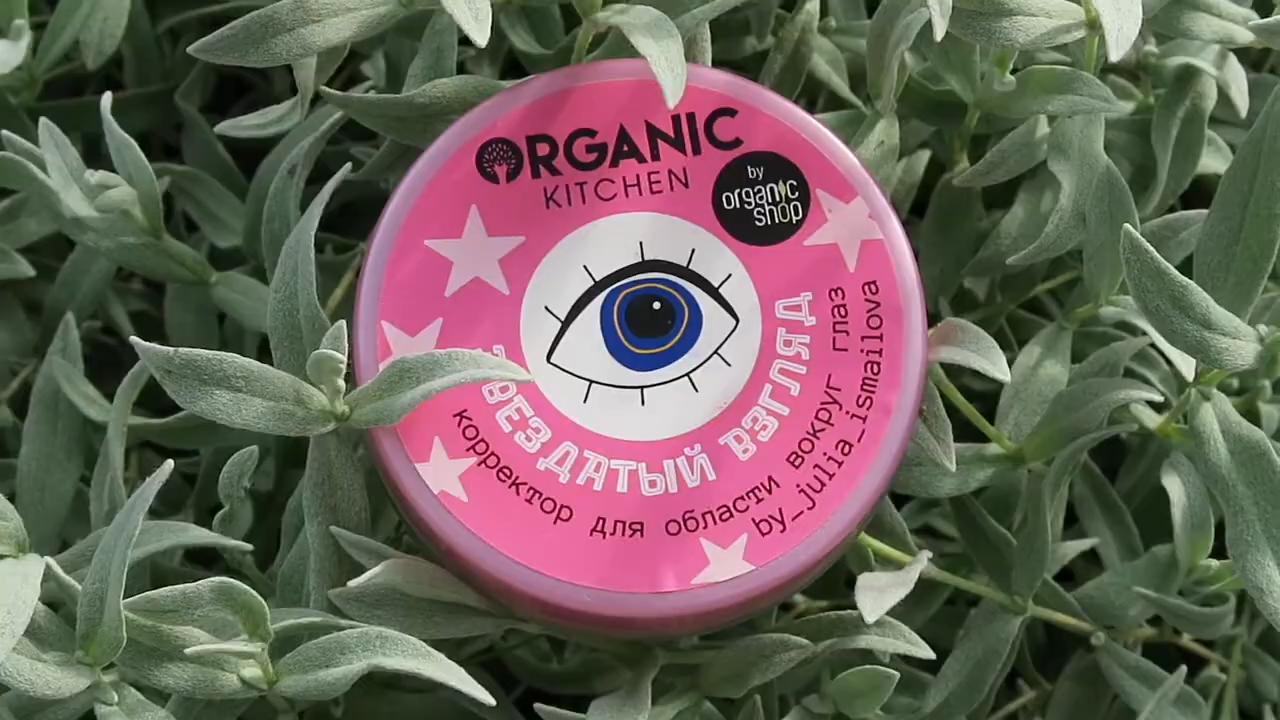 ORGANIC
KITCHEN
by
organic
shop
ВЗГЛЯД
корректор для области вокруг глаз
by_julia_ismailova